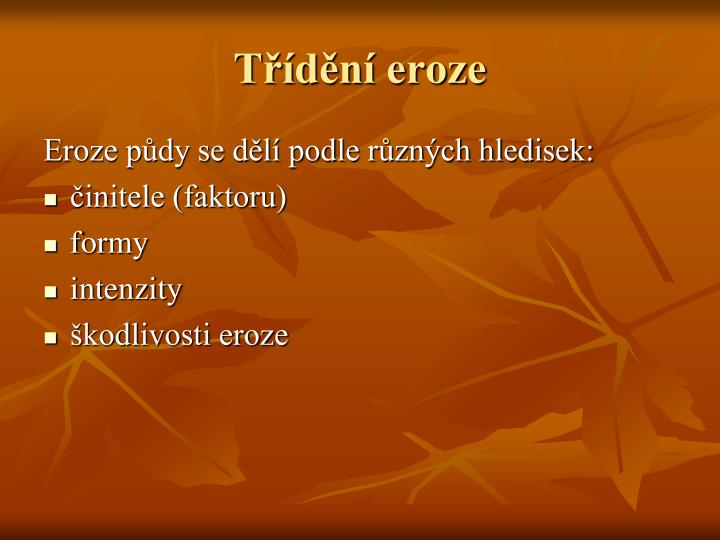 Třídění eroze
Eroze půdy se dělí podle různých hledisek:
činitele (faktoru)
formy
intenzity
škodlivosti eroze